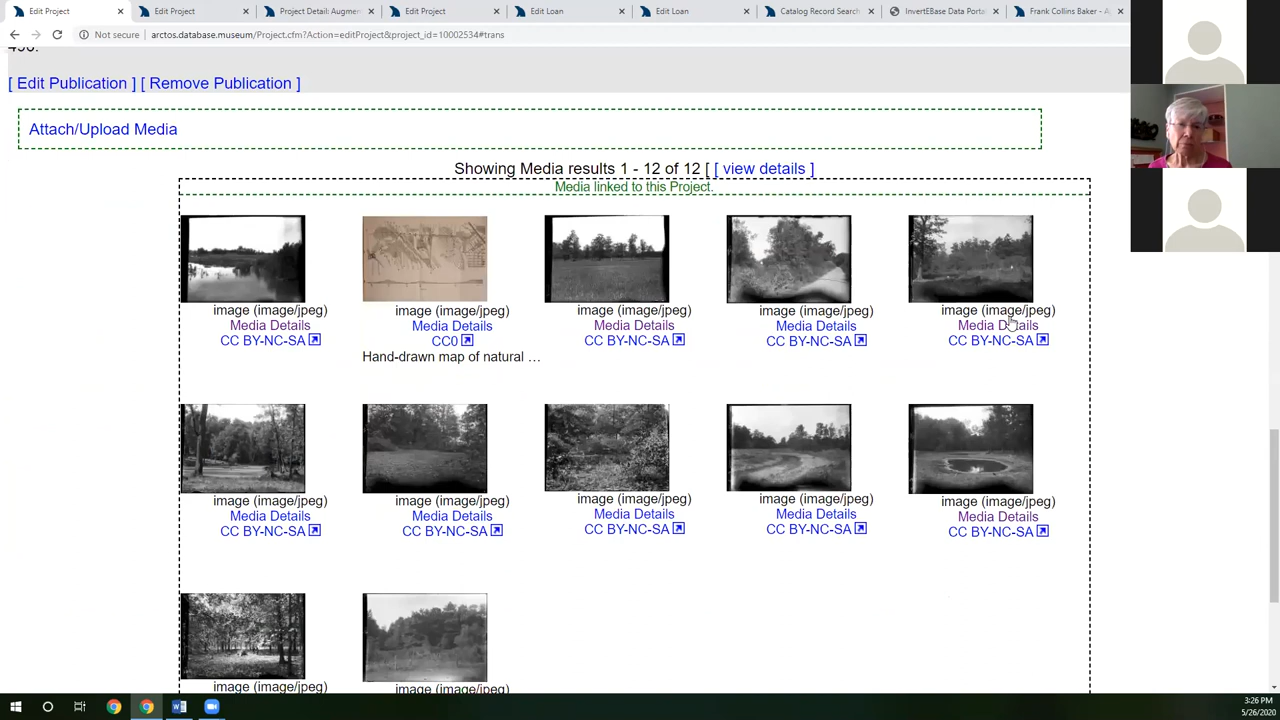 Edit Project
Edit Project
Project Detail: Augmen
Edit Project
Edit Loan
Edit Loan
Catalog Record Search
InvertEBase Data Porta
Frank Collins Baker - A
Not secure | arctos.database.museum/Project.cfm?Action=editProject&project_id=10002534#trans
[ Edit Publication ] [ Remove Publication ]
Attach/Upload Media
Showing Media results 1 - 12 of 12 [ [ view details ]
Media linked to this Project.
image (image/jpeg)
Media Details
CC BY-NC-SA
image (image/jpeg)
Media Details
CC0
Hand-drawn map of natural …
image (image/jpeg)
Media Details
CC BY-NC-SA
image (image/jpeg)
Media Details
CC BY-NC-SA
image (image/jpeg)
Media Details
CC BY-NC-SA
image (image/jpeg)
Media Details
CC BY-NC-SA
image (image/jpeg)
Media Details
CC BY-NC-SA
image (image/jpeg)
Media Details
CC BY-NC-SA
image (image/jpeg)
Media Details
CC BY-NC-SA
image (image/jpeg)
Media Details
CC BY-NC-SA
image (image/jpeg)
image (image/jpeg)
3:26 PM
5/26/2020